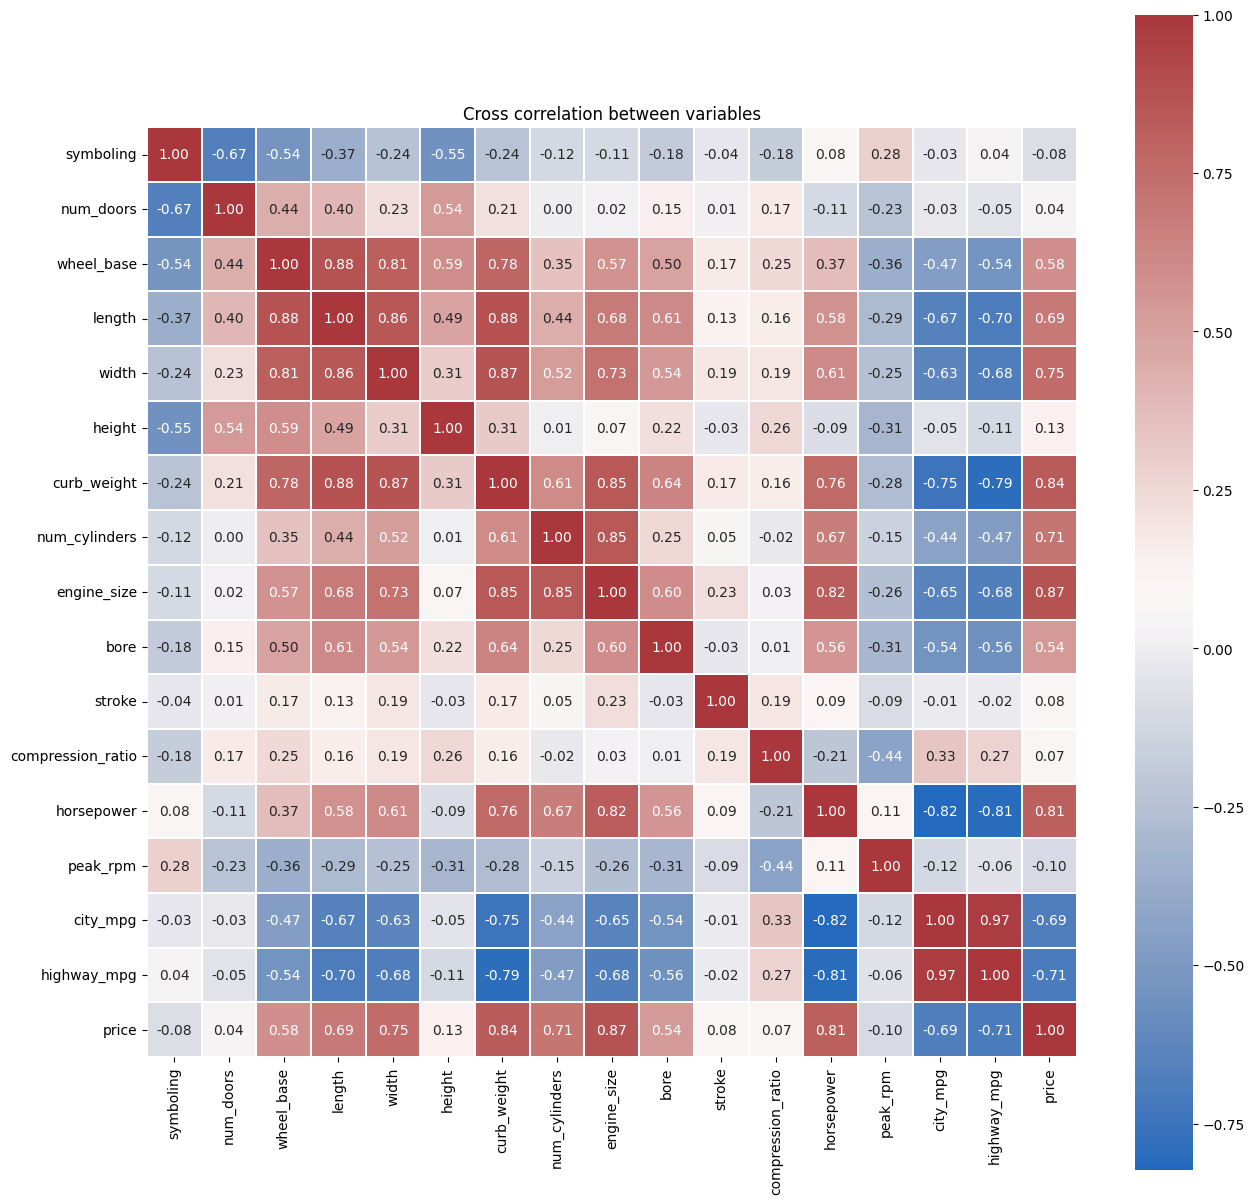 Cross correlation between variables
symboling 1.00 -0.67 -0.54 -0.37 -0.24 -0.55 -0.24 -0.12 -0.11 -0.18 -0.04 -0.18 0.08 0.28 -0.03 0.04 -0.08
num_doors -0.67 1.00 0.44 0.40 0.23 0.54 0.21 0.00 0.02 0.15 0.01 0.17 -0.11 -0.23 -0.03 -0.05 0.04
wheel_base -0.54 0.44 1.00 0.88 0.81 0.59 0.78 0.35 0.57 0.50 0.17 0.25 0.37 -0.36 -0.47 -0.54 0.58
length -0.37 0.40 0.88 1.00 0.86 0.49 0.88 0.44 0.68 0.61 0.13 0.16 0.58 -0.29 -0.67 -0.70 0.69
width -0.24 0.23 0.81 0.86 1.00 0.31 0.87 0.52 0.73 0.54 0.19 0.19 0.61 -0.25 -0.63 -0.68 0.75
height -0.55 0.54 0.59 0.49 0.31 1.00 0.31 0.01 0.07 0.22 -0.03 0.26 -0.09 -0.31 -0.05 -0.11 0.13
curb_weight -0.24 0.21 0.78 0.88 0.87 0.31 1.00 0.61 0.85 0.64 0.17 0.16 0.76 -0.28 -0.75 -0.79 0.84
num_cylinders -0.12 0.00 0.35 0.44 0.52 0.01 0.61 1.00 0.85 0.25 0.05 -0.02 0.67 -0.15 -0.44 -0.47 0.71
engine_size -0.11 0.02 0.57 0.68 0.73 0.07 0.85 0.85 1.00 0.60 0.23 0.03 0.82 -0.26 -0.65 -0.68 0.87
bore -0.18 0.15 0.50 0.61 0.54 0.22 0.64 0.25 0.60 1.00 -0.03 0.01 0.56 -0.31 -0.54 -0.56 0.54
stroke -0.04 0.01 0.17 0.13 0.19 -0.03 0.17 0.05 0.23 -0.03 1.00 0.19 0.09 -0.09 -0.01 -0.02 0.08
compression_ratio -0.18 0.17 0.25 0.16 0.19 0.26 0.16 -0.02 0.03 0.01 0.19 1.00 -0.21 -0.44 0.33 0.27 0.07
horsepower 0.08 -0.11 0.37 0.58 0.61 -0.09 0.76 0.67 0.82 0.56 0.09 -0.21 1.00 0.11 -0.82 -0.81 0.81
peak_rpm 0.28 -0.23 -0.36 -0.29 -0.25 -0.31 -0.28 -0.15 -0.26 -0.31 -0.09 -0.44 0.11 1.00 -0.12 -0.06 -0.10
city_mpg -0.03 -0.03 -0.47 -0.67 -0.63 -0.05 -0.75 -0.44 -0.65 -0.54 -0.01 0.33 -0.82 -0.12 1.00 0.97 -0.69
highway_mpg 0.04 -0.05 -0.54 -0.70 -0.68 -0.11 -0.79 -0.47 -0.68 -0.56 -0.02 0.27 -0.81 -0.06 0.97 1.00 -0.71
price -0.08 0.04 0.58 0.69 0.75 0.13 0.84 0.71 0.87 0.54 0.08 0.07 0.81 -0.10 -0.69 -0.71 1.00
symboling
num_doors
wheel_base
length
width
height
curb_weight
num_cylinders
engine_size
bore
stroke
compression_ratio
horsepower
peak_rpm
city_mpg
highway_mpg
price
1.00
0.75
0.50
0.25
0.00
−0.25
−0.50
−0.75